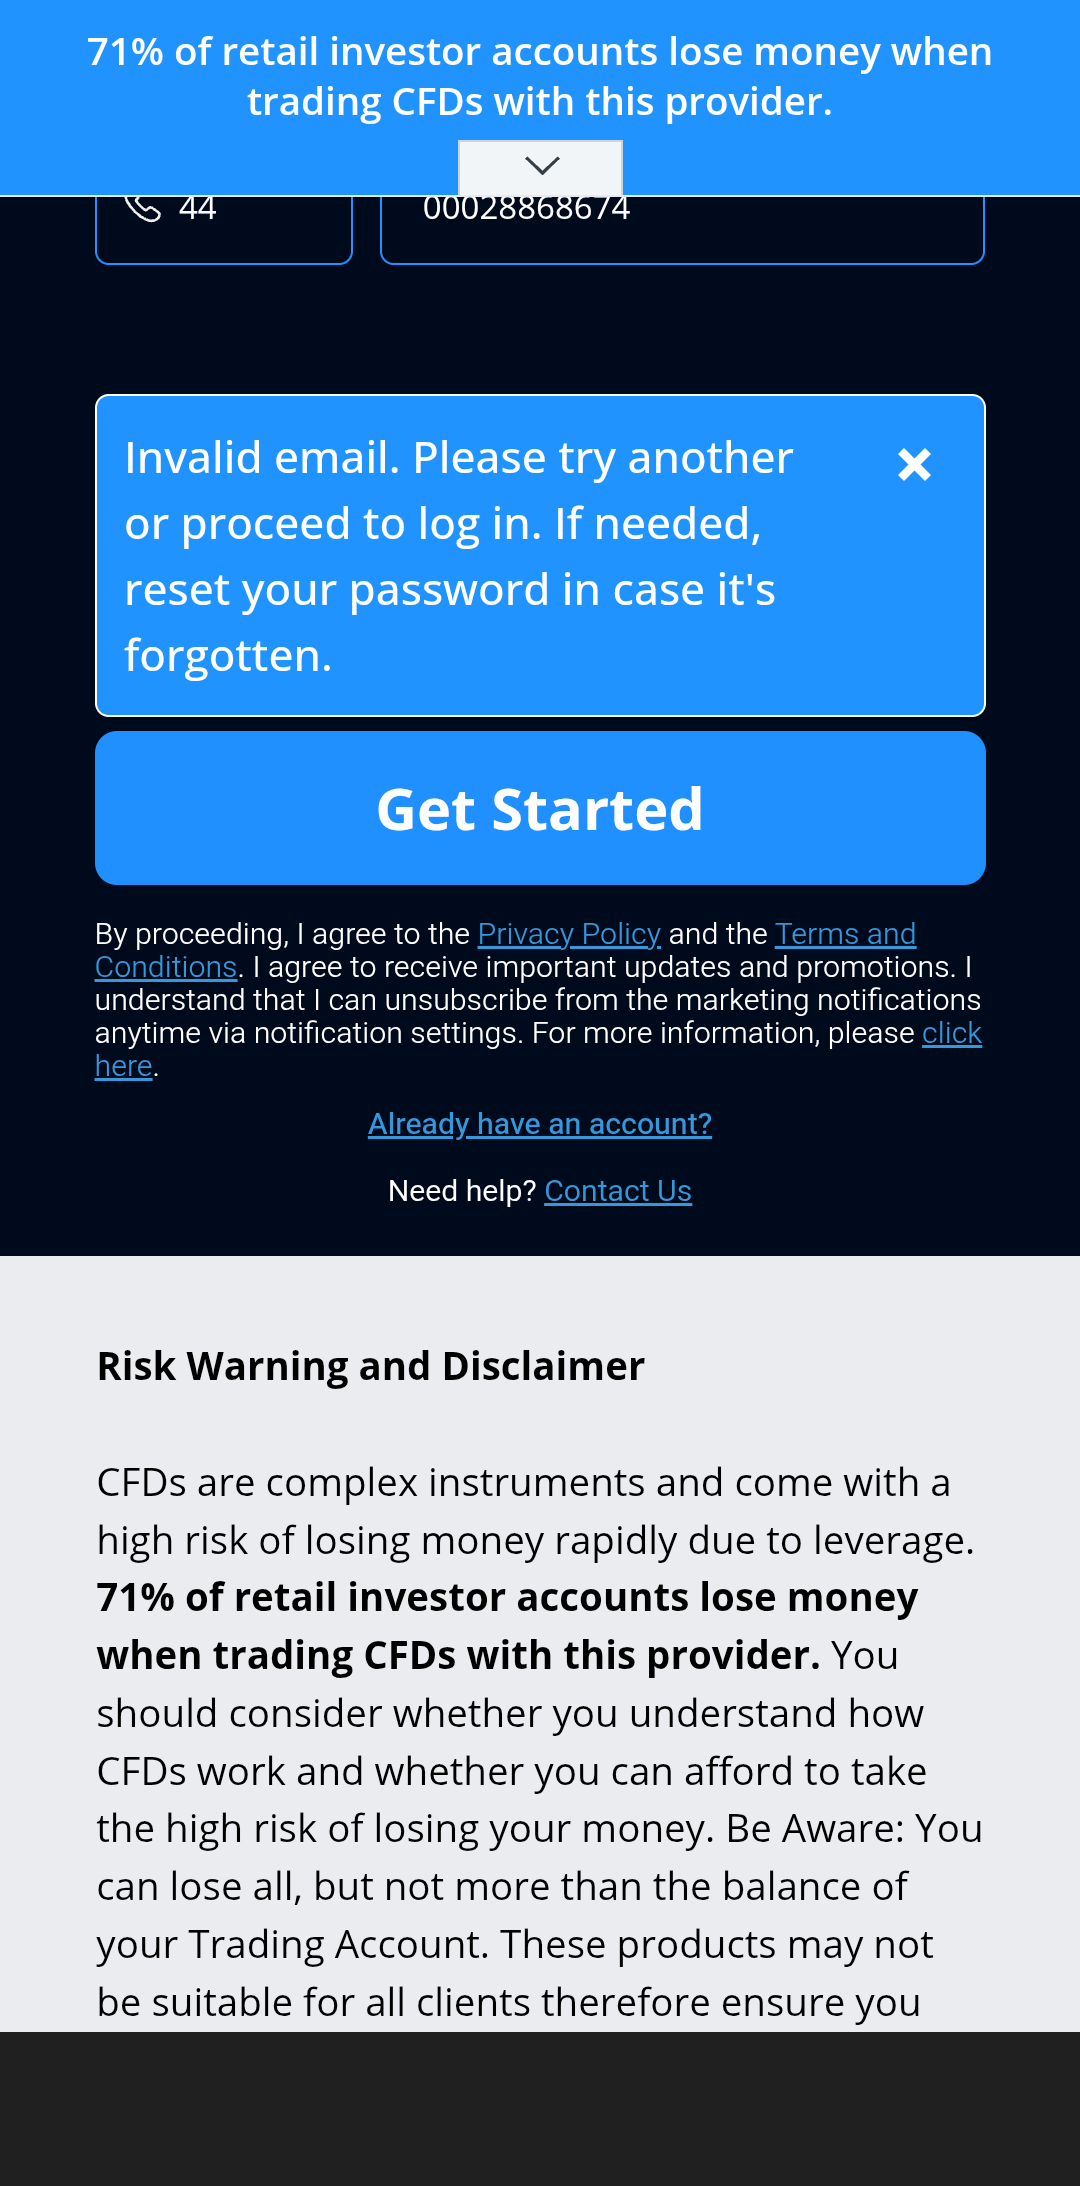 71% of retail investor accounts lose money when
trading CFDs with this provider.
44
00028868674
Invalid email. Please try another
or proceed to log in. If needed,
reset your password in case it's
forgotten.
Get Started
By proceeding, I agree to the Privacy Policy and the Terms and
Conditions. I agree to receive important updates and promotions. I
understand that I can unsubscribe from the marketing notifications
anytime via notification settings. For more information, please click
here.
Already have an account?
Need help? Contact Us
Risk Warning and Disclaimer
CFDs are complex instruments and come with a
high risk of losing money rapidly due to leverage.
71% of retail investor accounts lose money
when trading CFDs with this provider. You
should consider whether you understand how
CFDs work and whether you can afford to take
the high risk of losing your money. Be Aware: You
can lose all, but not more than the balance of
your Trading Account. These products may not
be suitable for all clients therefore ensure you